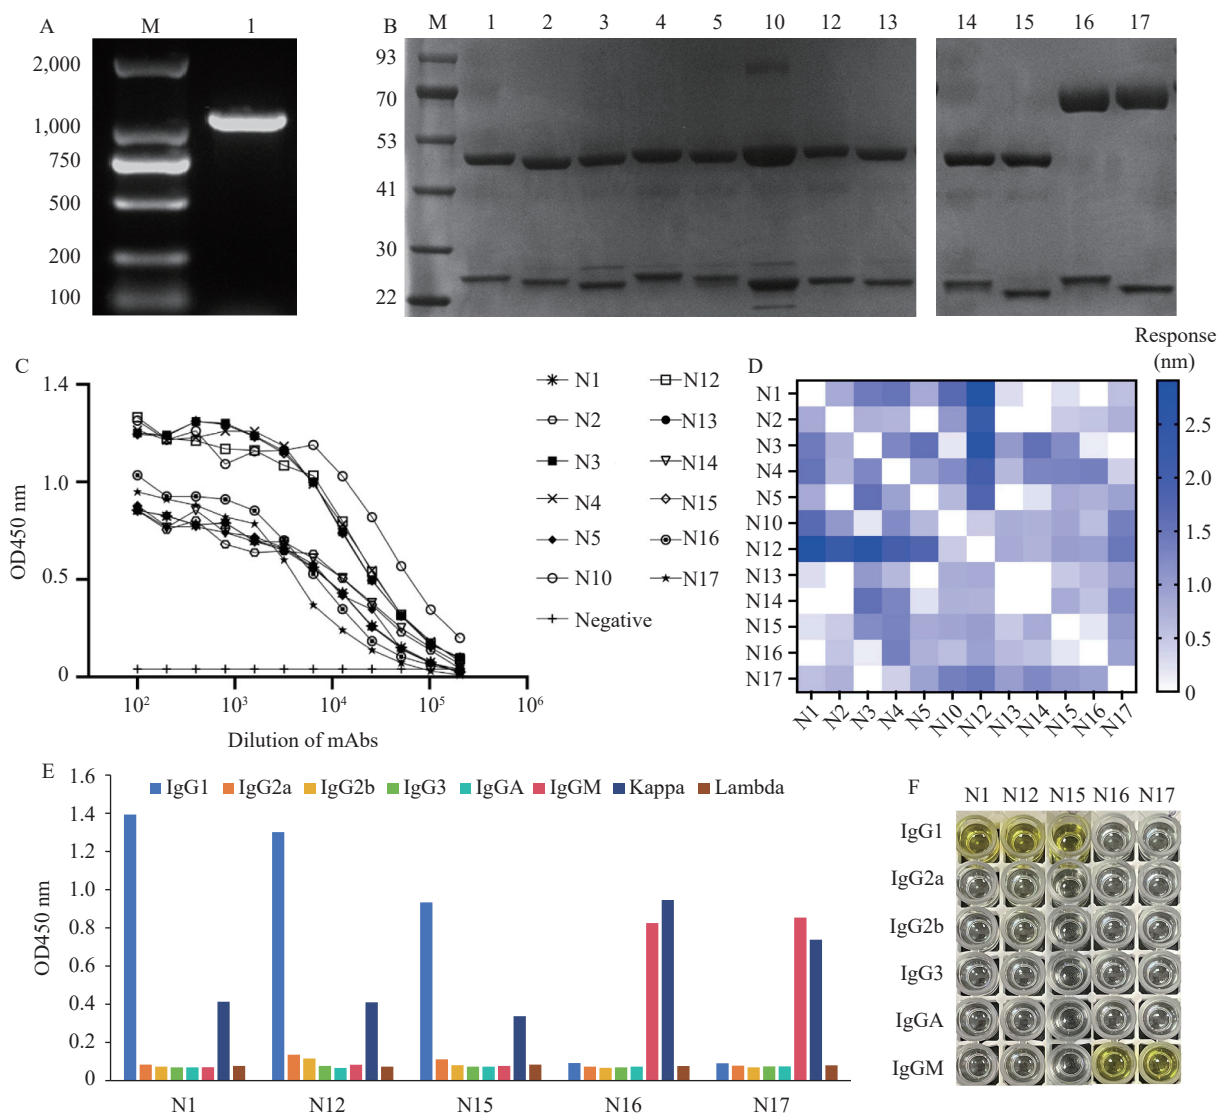 A
M 1
2,000
1,000
750
500
200
100
B
M 1 2 3 4 5 10 12 13 14 15 16 17
93
70
53
41
30
22
C
1.4
1.0
0.5
0
OD450 nm
10² 10³ 10⁴ 10⁵ 10⁶
Dilution of mAbs
N1 N12
N2 N13
N3 N14
N4 N15
N5 N16
N10 N17
Negative
D
Response
(nm)
N1
N2
N3
N4
N5
N10
N12
N13
N14
N15
N16
N17
N1 N2 N3 N4 N5 N10 N12 N13 N14 N15 N16 N17
2.5
2.0
1.5
1.0
0.5
0
E
IgG1 IgG2a IgG2b IgG3 IgGA IgGM Kappa Lambda
1.6
1.4
1.2
1.0
0.8
0.6
0.4
0.2
0
OD450 nm
N1 N12 N15 N16 N17
F
N1 N12 N15 N16 N17
IgG1
IgG2a
IgG2b
IgG3
IgGA
IgGM